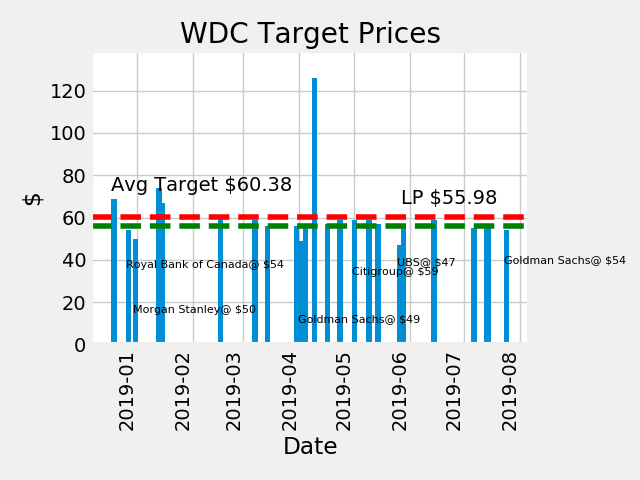 WDC Target Prices
120
100
80
60
40
20
0
$
Avg Target $60.38
LP $55.98
Royal Bank of Canada@ $54
UBS@ $47
Goldman Sachs@ $54
Citigroup@ $59
Morgan Stanley@ $50
Goldman Sachs@ $49
2019-01
2019-02
2019-03
2019-04
2019-05
2019-06
2019-07
2019-08
Date